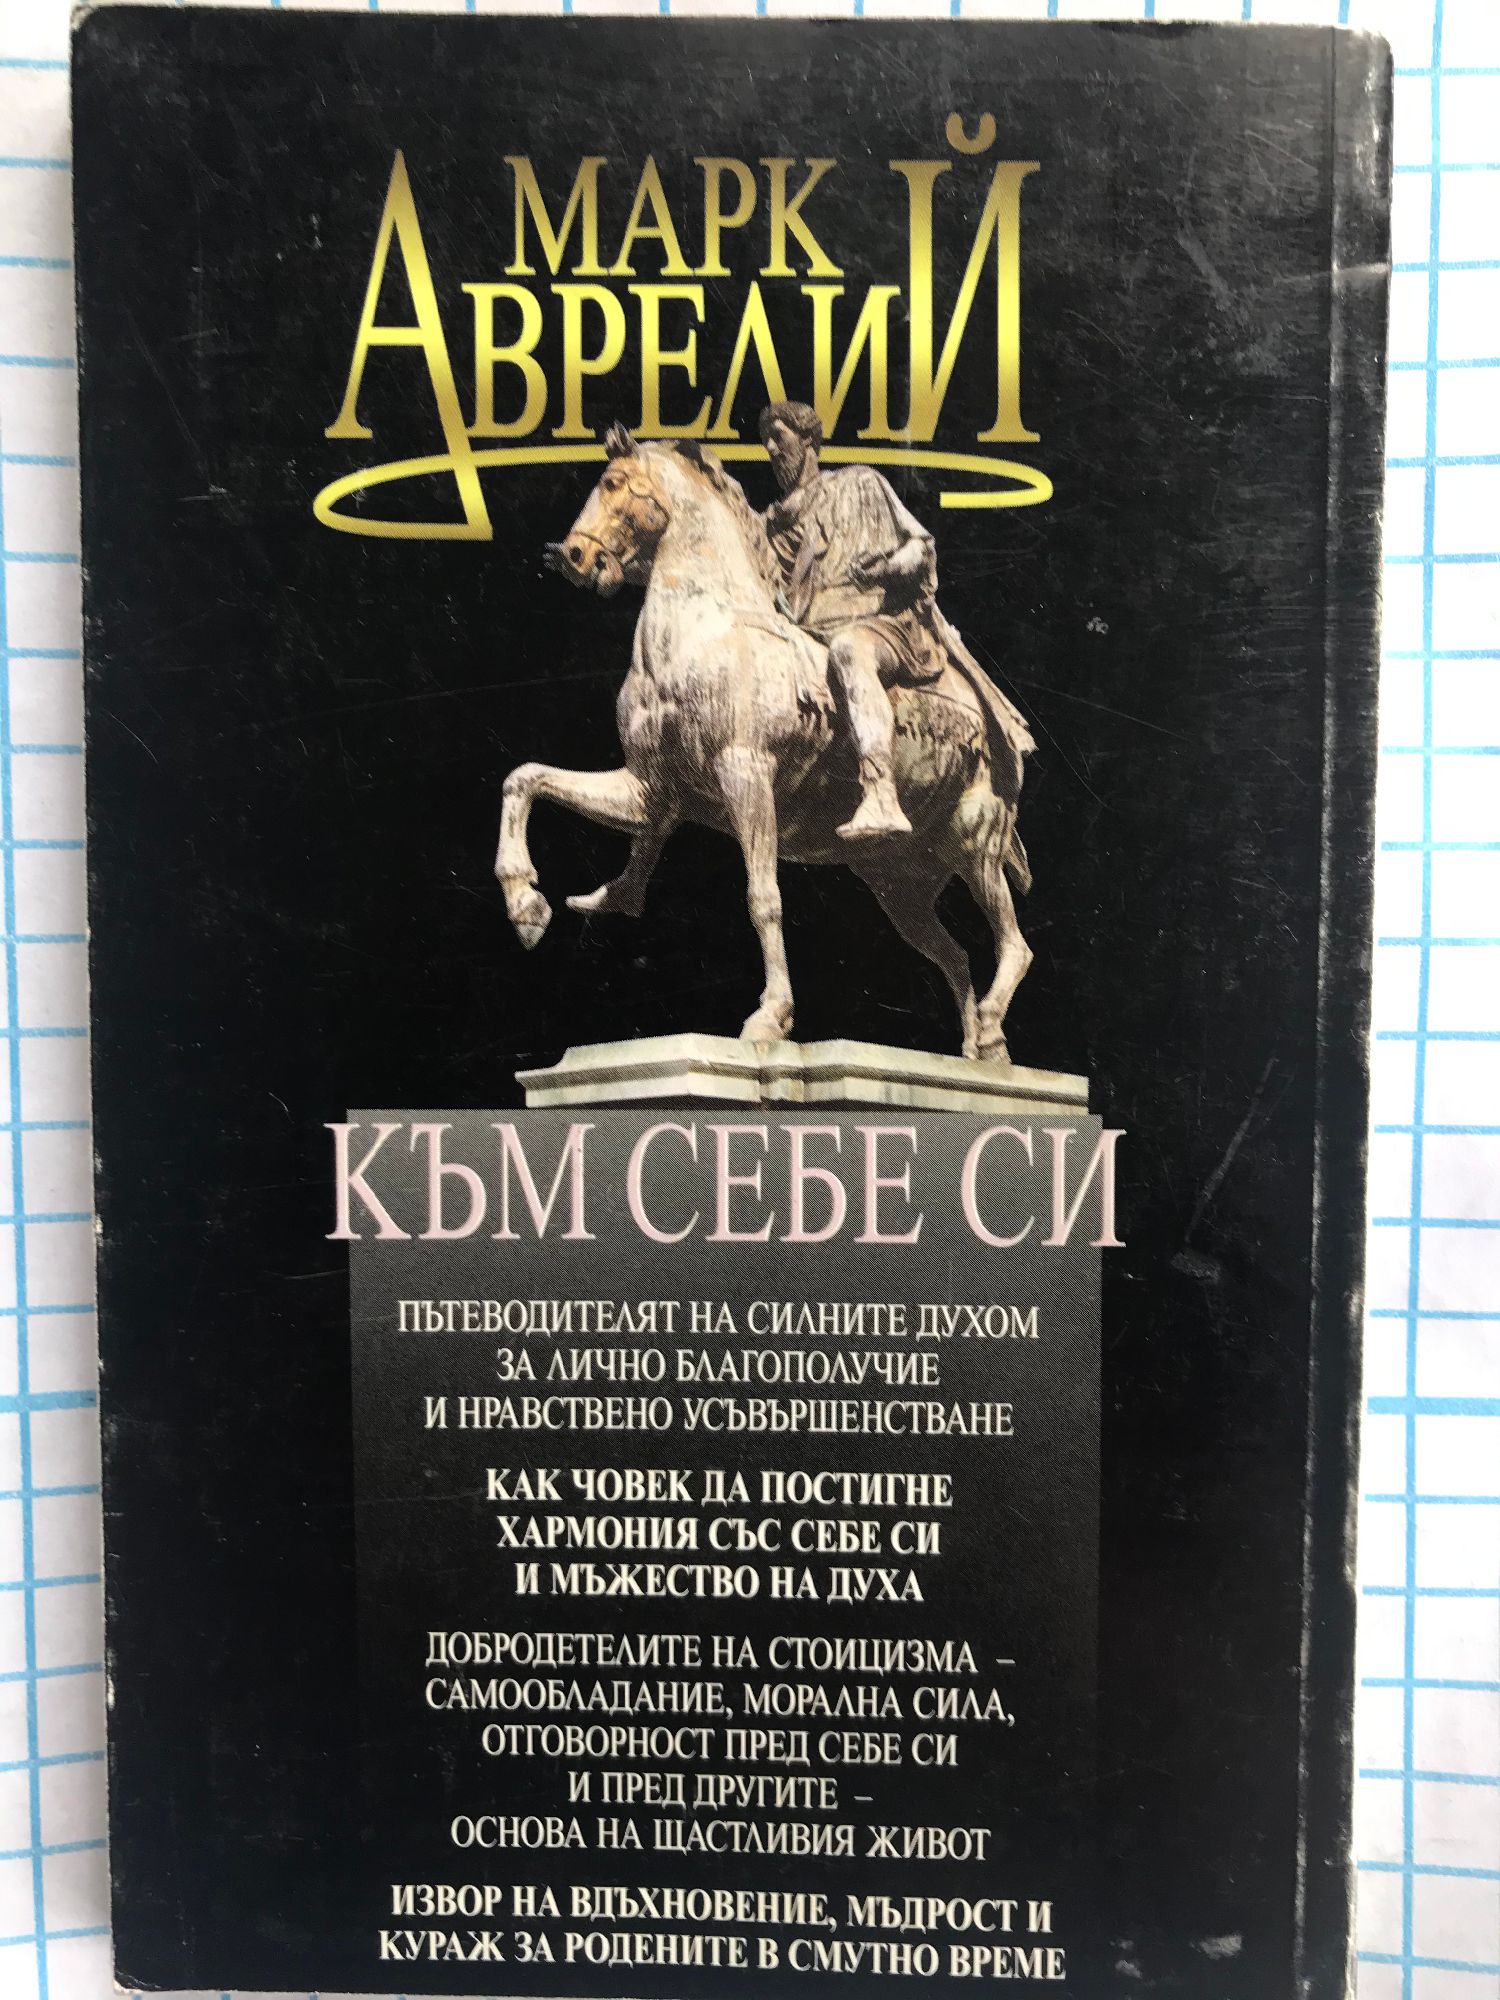 МАРК
АВРЕЛИЙ
КЪМ СЕБЕ СИ
ПЪТЕВОДИТЕЛЯТ НА СИЛНИТЕ ДУХОМ
ЗА ЛИЧНО БЛАГОПОЛУЧИЕ
И НРАВСТВЕНО УСЪВЪРШЕНСТВАНЕ
КАК ЧОВЕК ДА ПОСТИГНЕ
ХАРМОНИЯ СЪС СЕБЕ СИ
И МЪЖЕСТВО НА ДУХА
ДОБРОДЕТЕЛИТЕ НА СТОИЦИЗМА –
САМООБЛАДАНИЕ, МОРАЛНА СИЛА,
ОТГОВОРНОСТ ПРЕД СЕБЕ СИ
И ПРЕД ДРУГИТЕ –
ОСНОВА НА ЩАСТЛИВИЯ ЖИВОТ
ИЗВОР НА ВДЪХНОВЕНИЕ, МЪДРОСТ И
КУРАЖ ЗА РОДЕНИТЕ В СМУТНО ВРЕМЕ